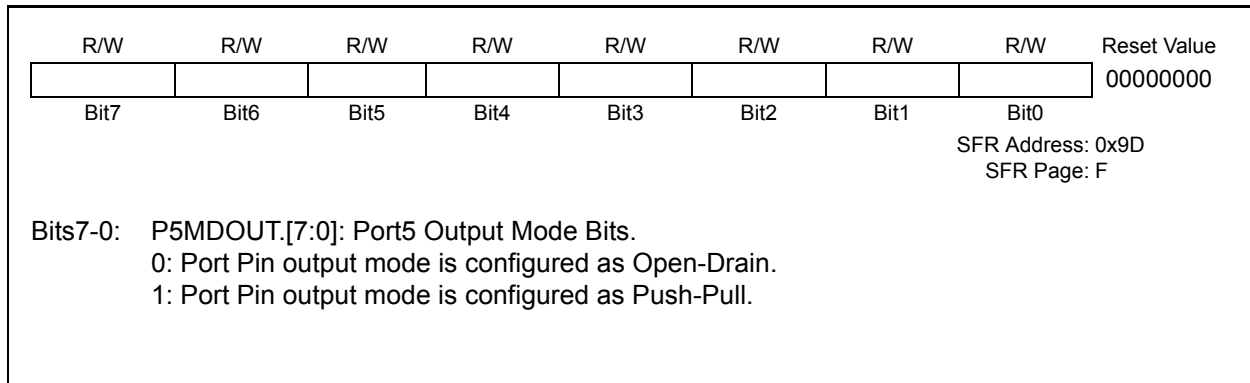 R/W R/W R/W R/W R/W R/W R/W R/W Reset Value
00000000
Bit7 Bit6 Bit5 Bit4 Bit3 Bit2 Bit1 Bit0
SFR Address: 0x9D
SFR Page: F
Bits7-0: P5MDOUT.[7:0]: Port5 Output Mode Bits.
0: Port Pin output mode is configured as Open-Drain.
1: Port Pin output mode is configured as Push-Pull.